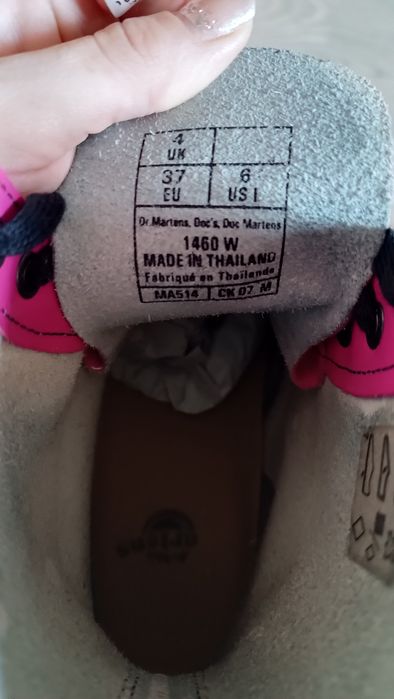 4
UK
37 6
EU US L
Dr. Martens, Doc's, Doc Martens
1460 W
MADE IN THAILAND
Fabriqué en Thaïlande
MA514 CK 07 M